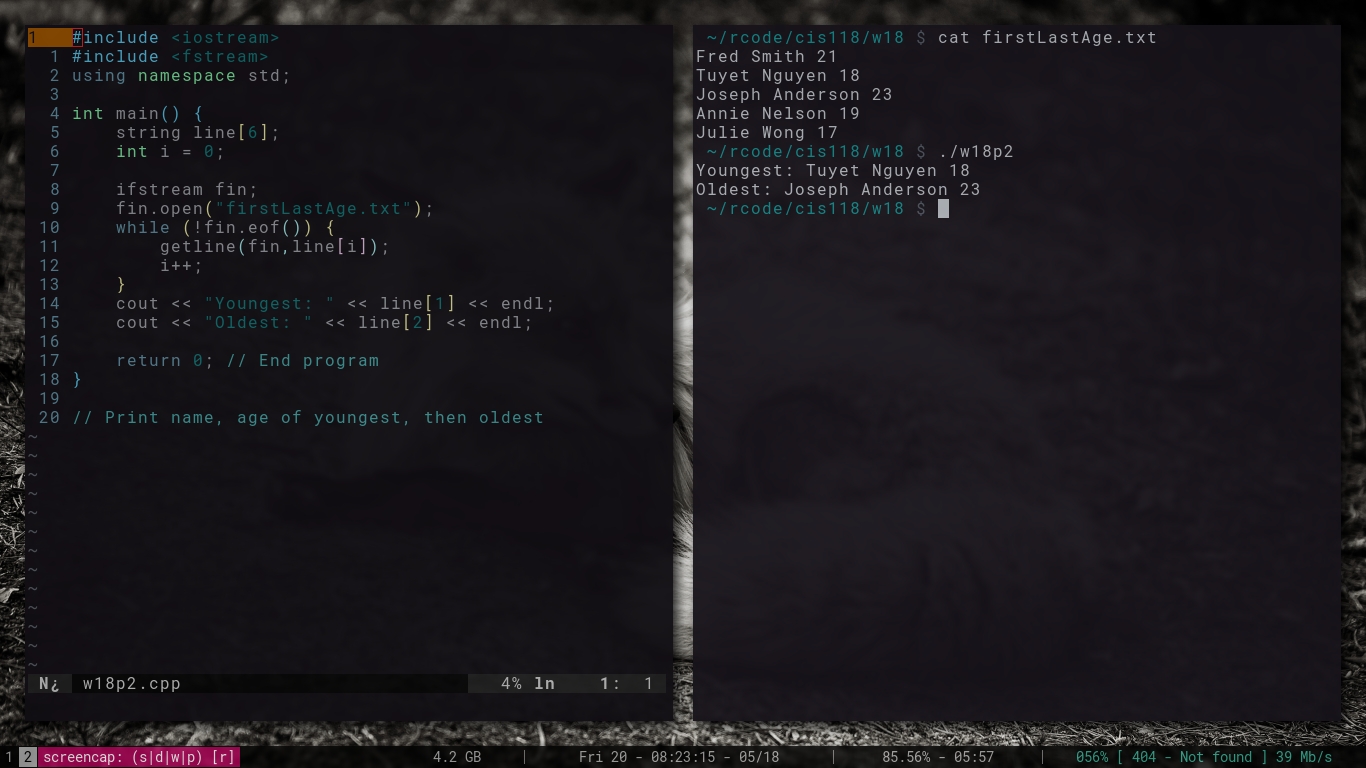 1 #include <iostream>
1 #include <fstream>
2 using namespace std;
3
4 int main() {
5     string line[6];
6     int i = 0;
7
8     ifstream fin;
9     fin.open("firstLastAge.txt");
10     while (!fin.eof()) {
11         getline(fin,line[i]);
12         i++;
13     }
14     cout << "Youngest: " << line[1] << endl;
15     cout << "Oldest: " << line[2] << endl;
16
17     return 0; // End program
18 }
19
20 // Print name, age of youngest, then oldest
~
~
~
~
~
~
~
~
~
~
~
~
~
N¿ w18p2.cpp 4% ln 1: 1
~/rcode/cis118/w18 $ cat firstLastAge.txt
Fred Smith 21
Tuyet Nguyen 18
Joseph Anderson 23
Annie Nelson 19
Julie Wong 17
~/rcode/cis118/w18 $ ./w18p2
Youngest: Tuyet Nguyen 18
Oldest: Joseph Anderson 23
~/rcode/cis118/w18 $
1 2 screencap: (s|d|w|p) [r] 4.2 GB | Fri 20 - 08:23:15 - 05/18 | 85.56% - 05:57 | 056% [ 404 - Not found ] 39 Mb/s